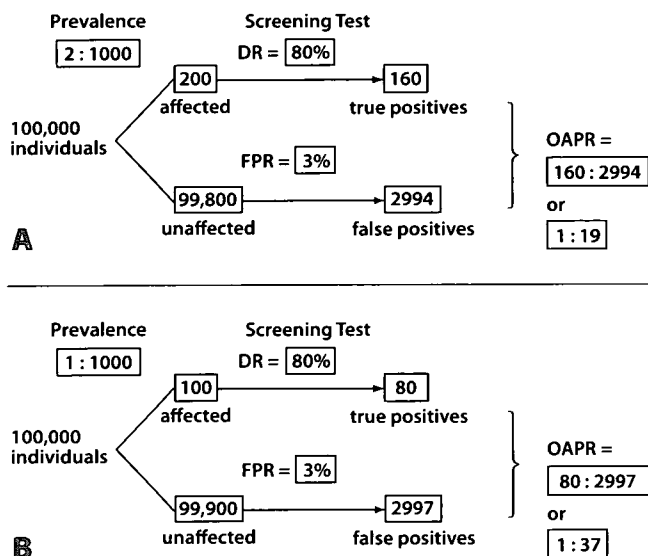 Prevalence Screening Test
2 : 1000 DR = 80%
200 160
affected true positives
100,000
individuals
OAPR =
FPR = 3%
160 : 2994
99,800 2994
or
unaffected false positives
1 : 19
A
Prevalence Screening Test
1 : 1000 DR = 80%
100 80
affected true positives
100,000
individuals
OAPR =
FPR = 3%
80 : 2997
99,900 2997
or
unaffected false positives
1 : 37
B